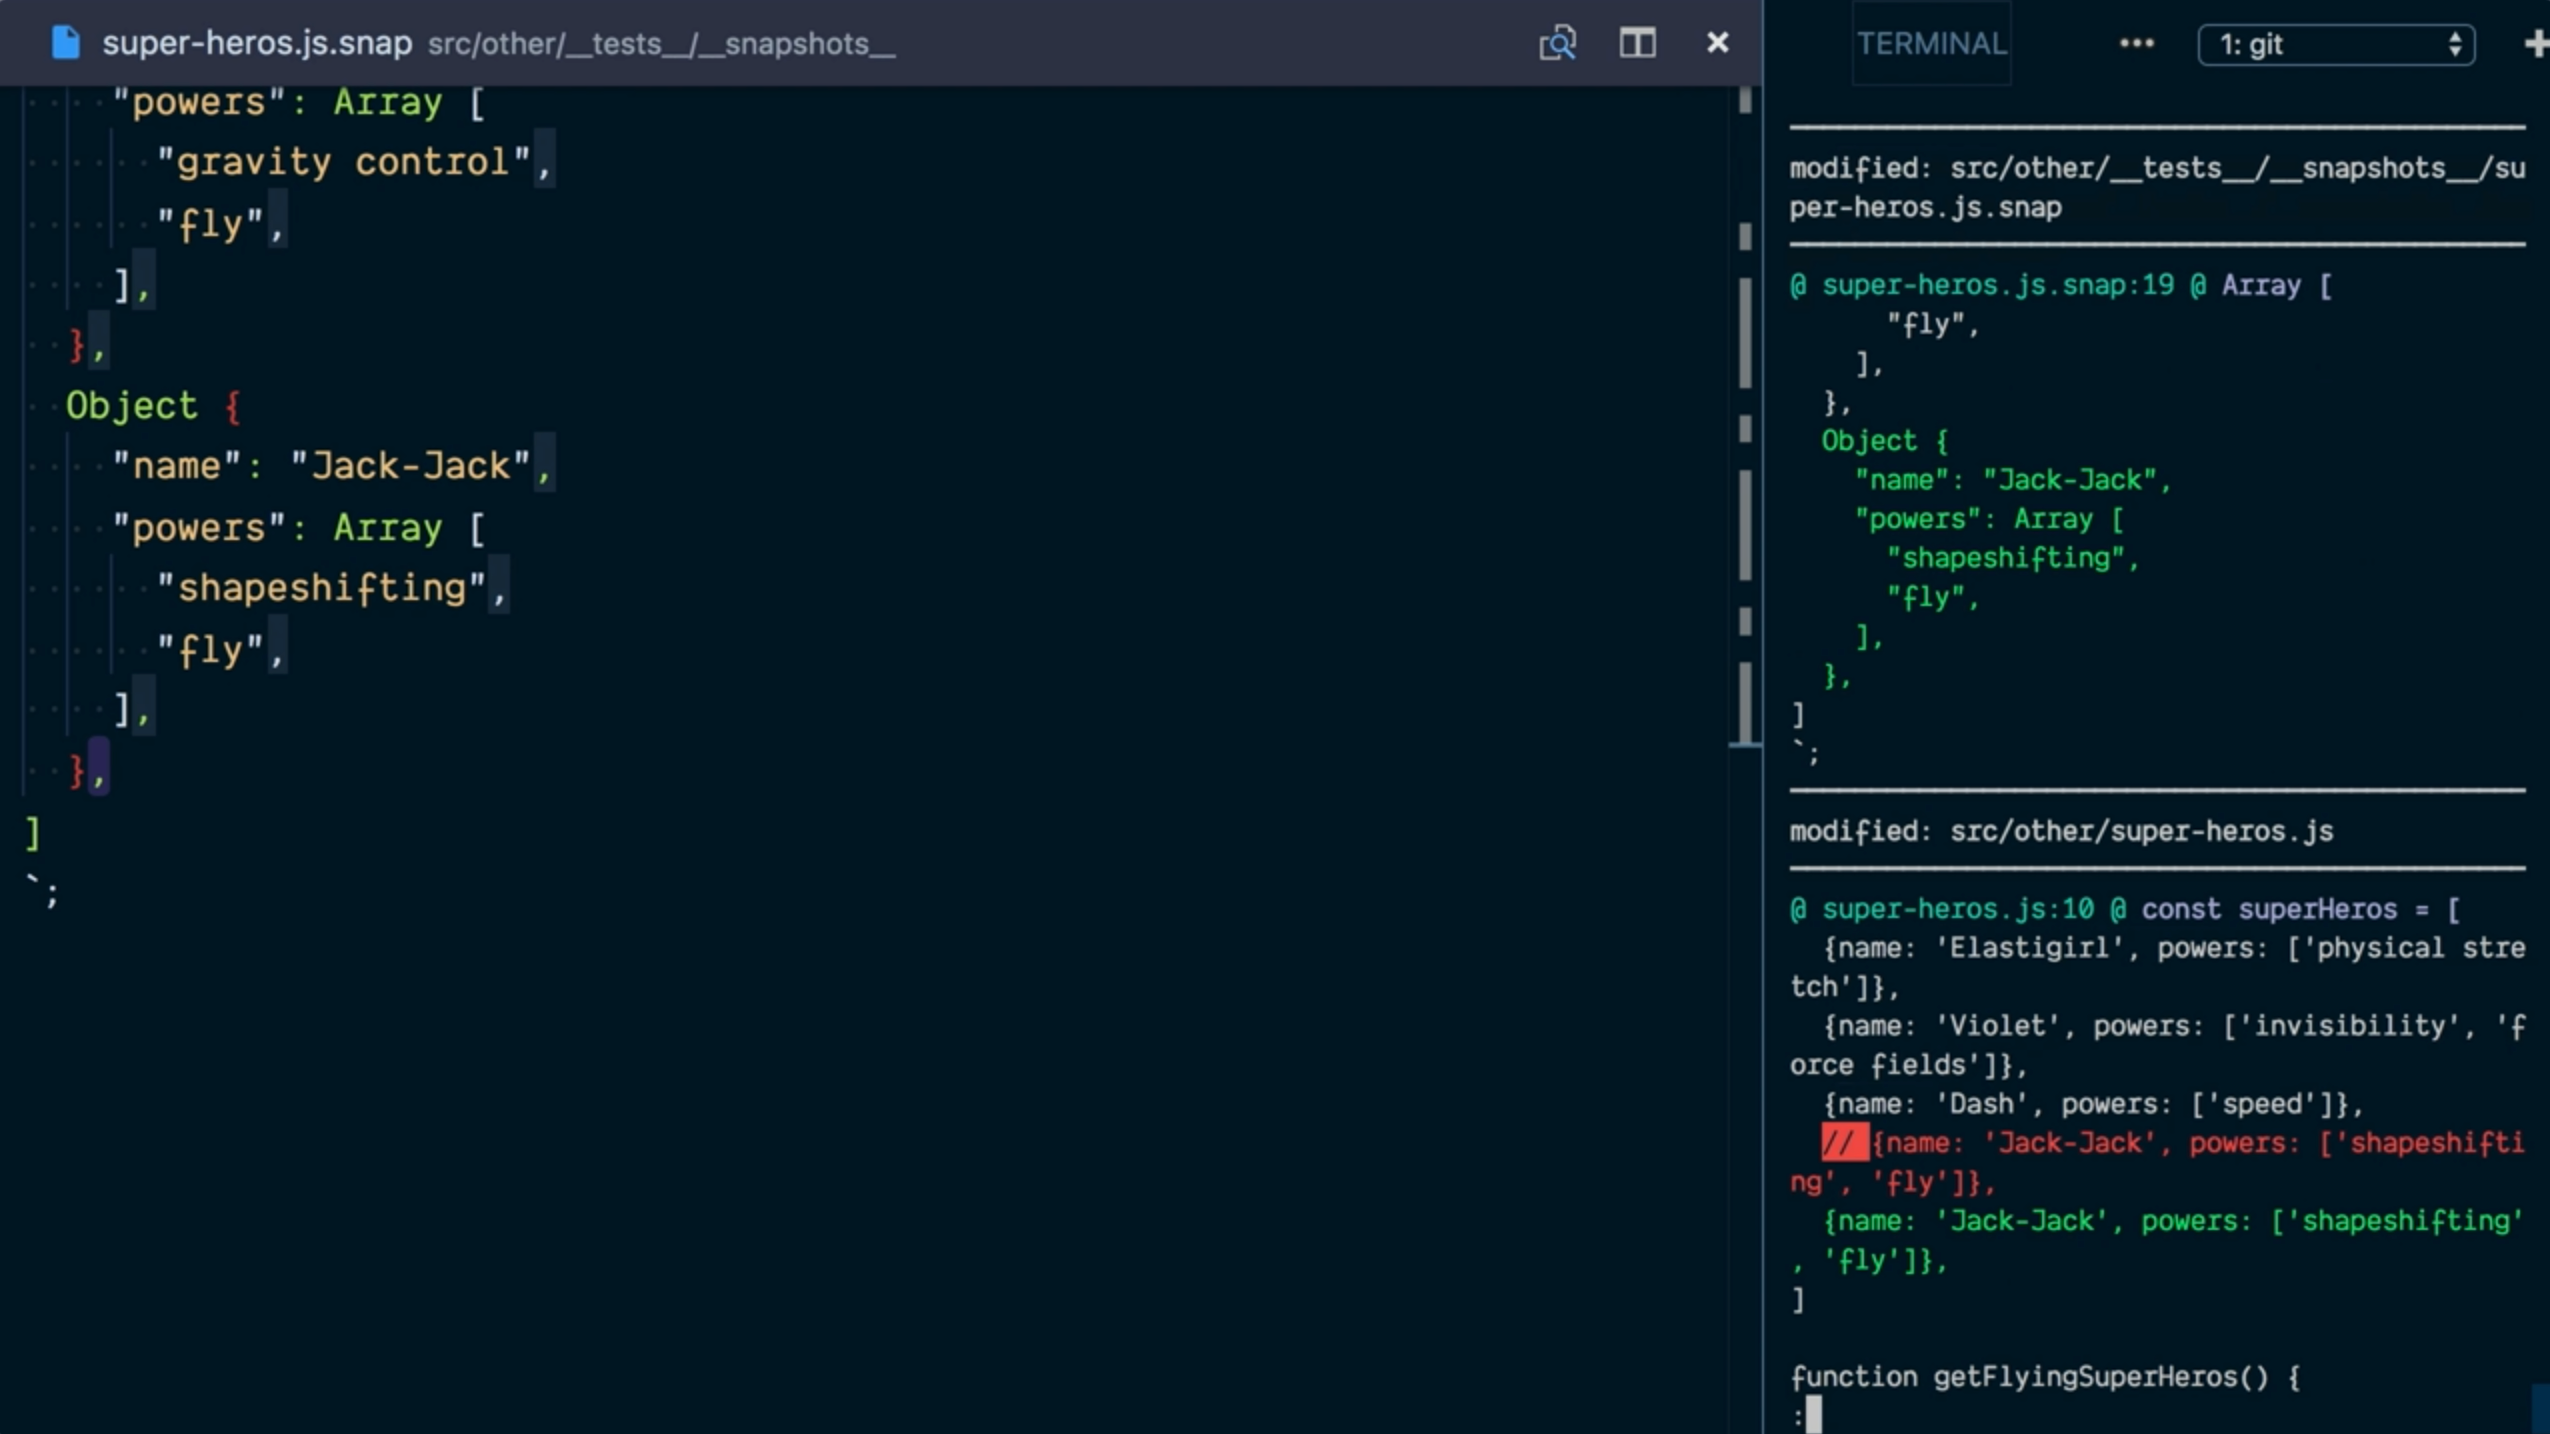 super-heros.js.snap src/other/__tests__/__snapshots__
"powers": Array [
"gravity control",
"fly",
],
},
Object {
"name": "Jack-Jack",
"powers": Array [
"shapeshifting",
"fly",
],
},
]
`;
TERMINAL ••• 1: git
modified: src/other/__tests__/__snapshots__/su
per-heros.js.snap
@ super-heros.js.snap:19 @ Array [
"fly",
],
},
Object {
"name": "Jack-Jack",
"powers": Array [
"shapeshifting",
"fly",
],
},
]
`;
modified: src/other/super-heros.js
@ super-heros.js:10 @ const superHeros = [
{name: 'Elastigirl', powers: ['physical stre
tch']},
{name: 'Violet', powers: ['invisibility', 'f
orce fields']},
{name: 'Dash', powers: ['speed']},
// {name: 'Jack-Jack', powers: ['shapeshifti
ng', 'fly']},
{name: 'Jack-Jack', powers: ['shapeshifting'
, 'fly']},
]
function getFlyingSuperHeros() {
: